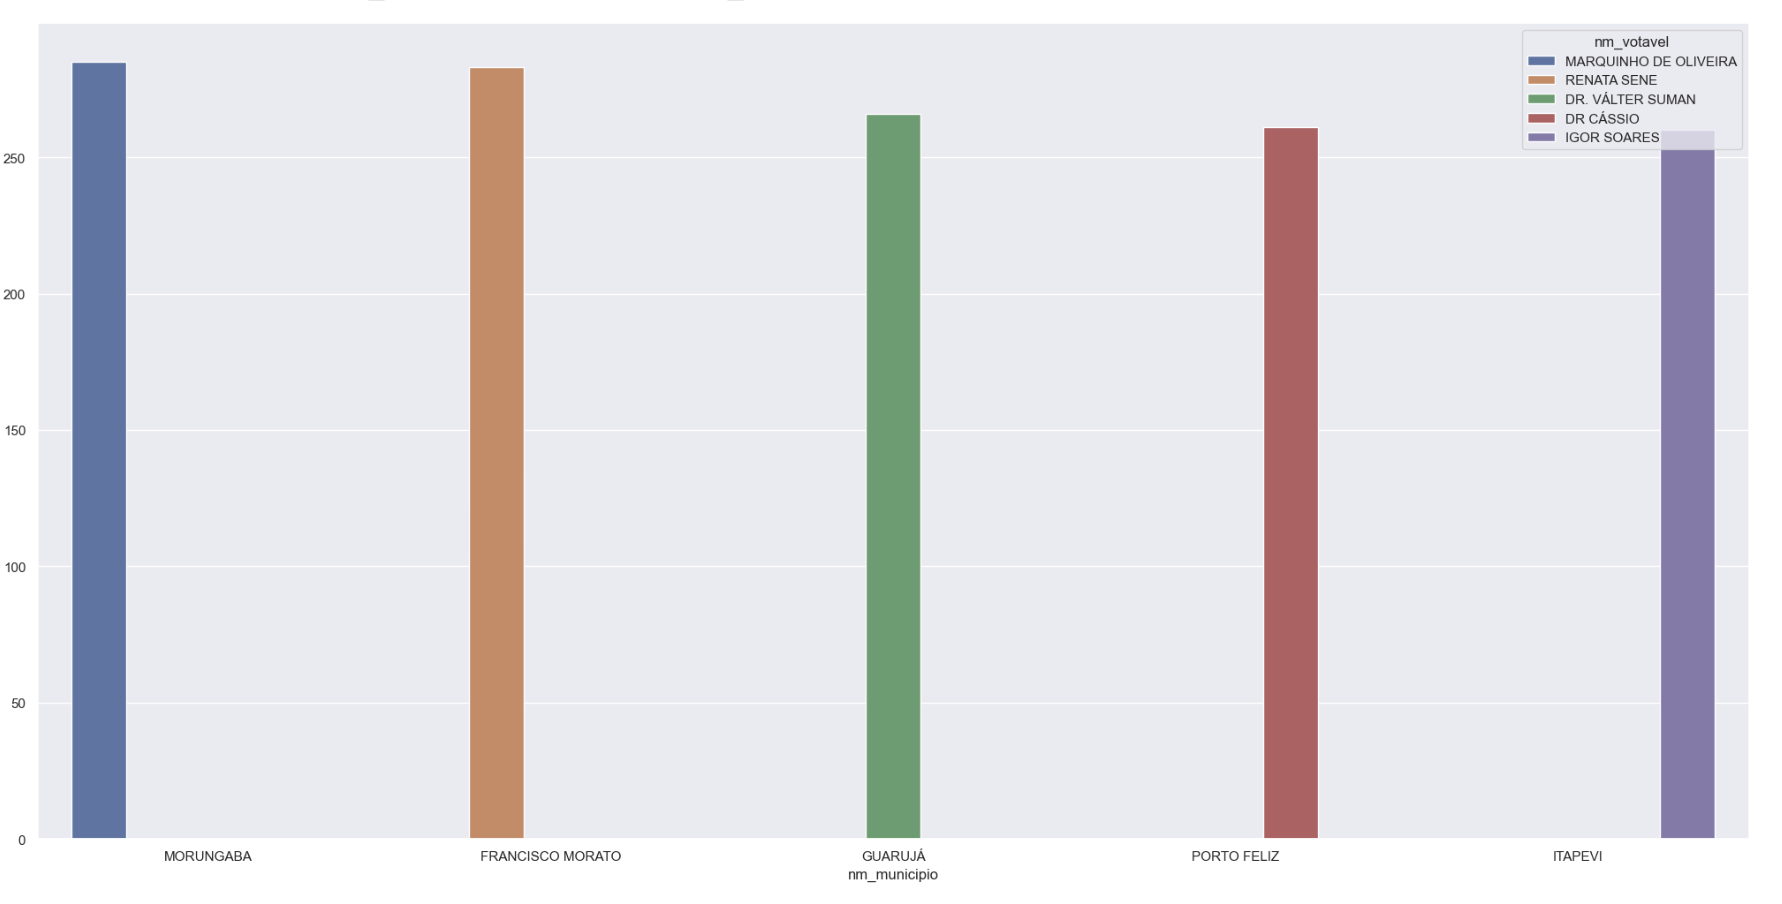 nm_votavel
MARQUINHO DE OLIVEIRA
RENATA SENE
DR. VÁLTER SUMAN
DR CÁSSIO
IGOR SOARES
250
200
150
100
50
0
MORUNGABA FRANCISCO MORATO GUARUJÁ PORTO FELIZ ITAPEVI
nm_municipio